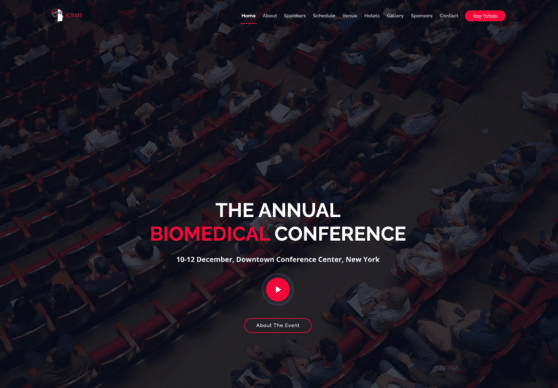 Home About Speakers Schedule Venue Hotels Gallery Sponsors Contact Buy Tickets
THE ANNUAL
BIOMEDICAL CONFERENCE
10-12 December, Downtown Conference Center, New York
About The Event